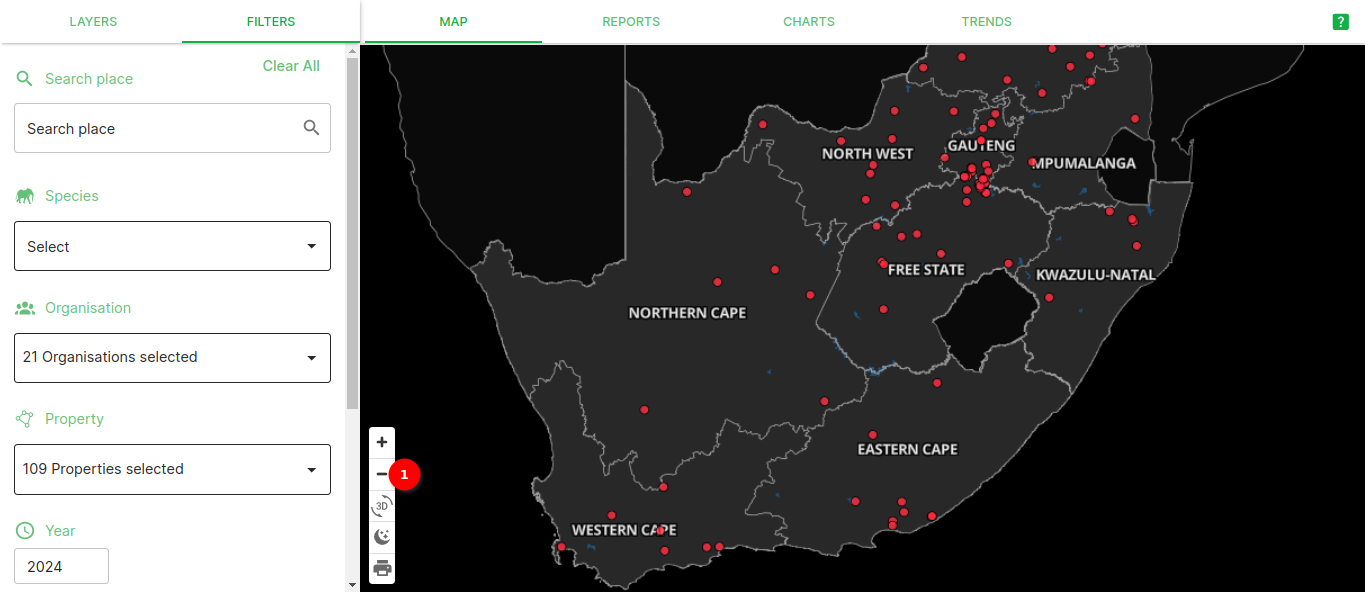 LAYERS
FILTERS
MAP
REPORTS
CHARTS
TRENDS
?
Clear All
Search place
Search place
Species
Select
Organisation
21 Organisations selected
Property
109 Properties selected
Year
2024
NORTH WEST
GAUTENG
MPUMALANGA
FREE STATE
KWAZULU-NATAL
NORTHERN CAPE
EASTERN CAPE
WESTERN CAPE
+
−
1
3D